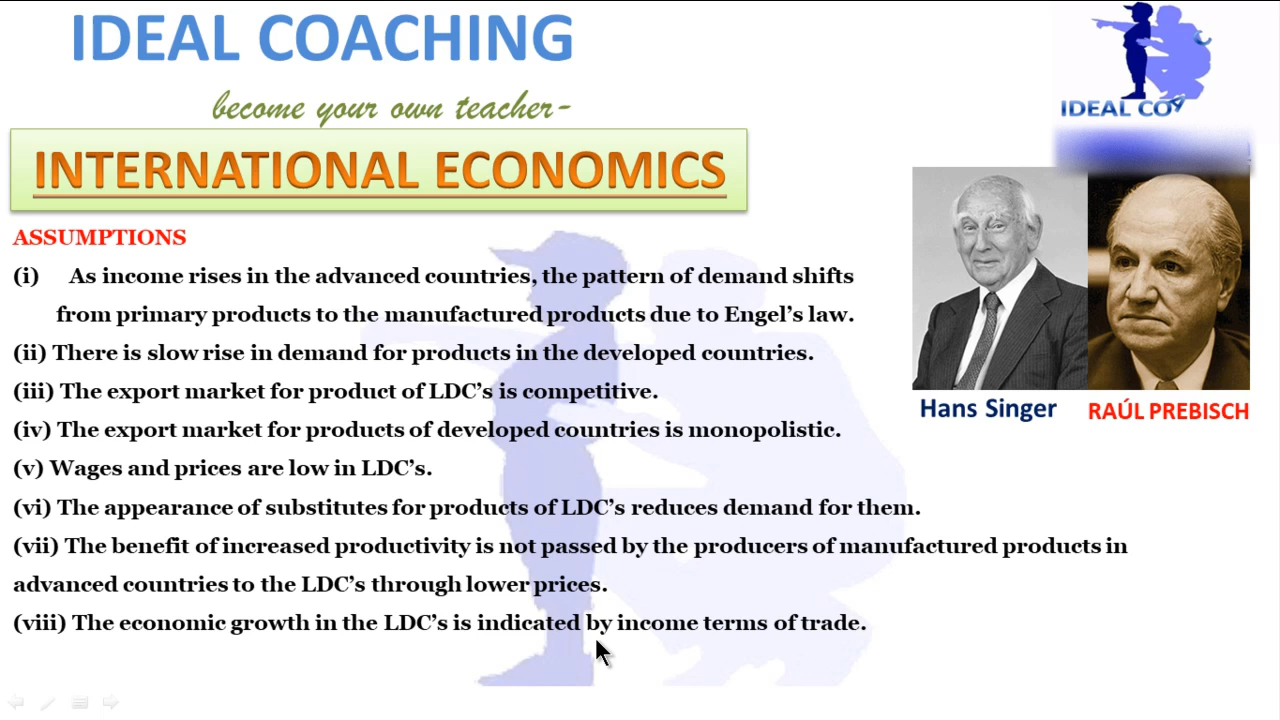 IDEAL COACHING
become your own teacher-
IDEAL CO
INTERNATIONAL ECONOMICS
ASSUMPTIONS
(i) As income rises in the advanced countries, the pattern of demand shifts
from primary products to the manufactured products due to Engel's law.
(ii) There is slow rise in demand for products in the developed countries.
(iii) The export market for product of LDC's is competitive.
(iv) The export market for products of developed countries is monopolistic.
(v) Wages and prices are low in LDC's.
(vi) The appearance of substitutes for products of LDC's reduces demand for them.
(vii) The benefit of increased productivity is not passed by the producers of manufactured products in
advanced countries to the LDC's through lower prices.
(viii) The economic growth in the LDC's is indicated by income terms of trade.
Hans Singer
RAÚL PREBISCH